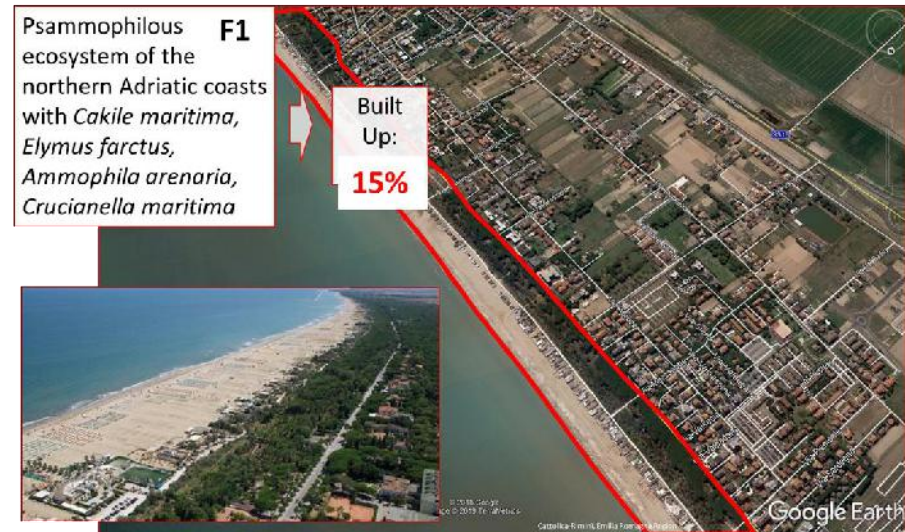 Psammophilous F1
ecosystem of the
northern Adriatic coasts
with Cakile maritima,
Elymus farctus,
Ammophila arenaria,
Crucianella maritima
Built
Up:
15%
Google Earth